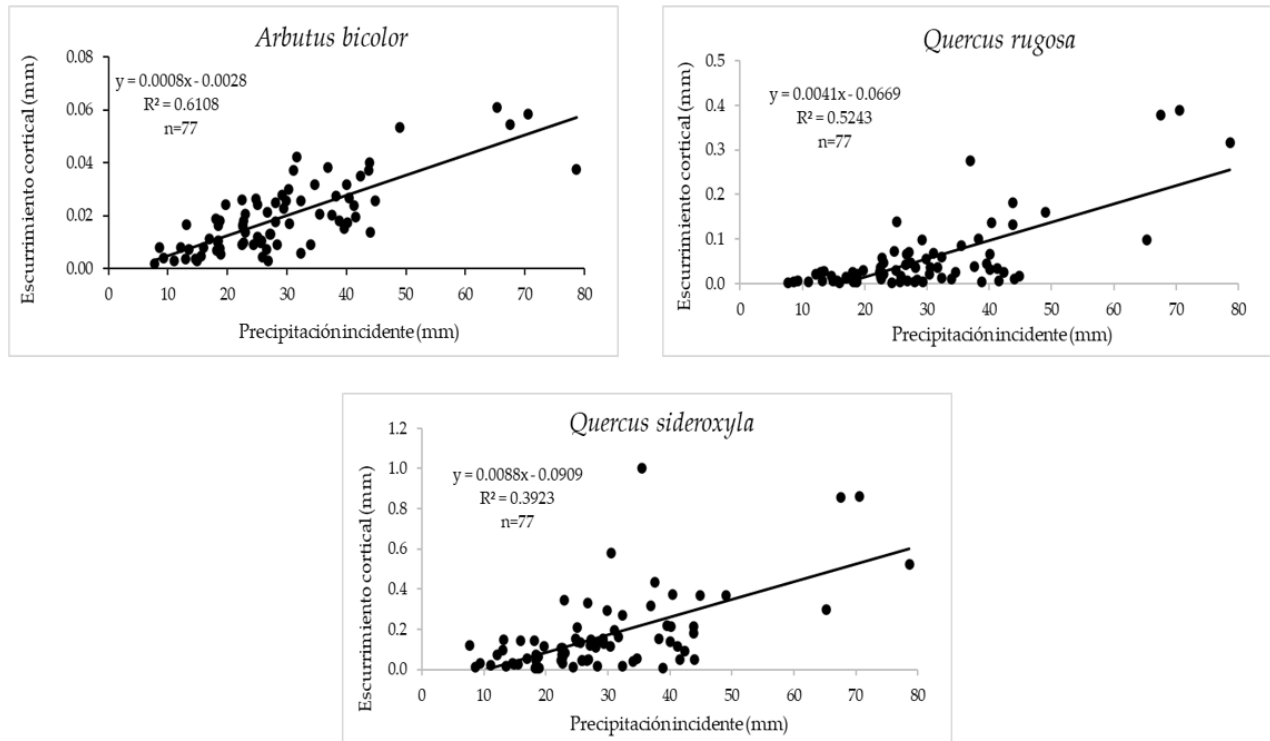 Arbutus bicolor
y = 0.0008x - 0.0028
R² = 0.6108
n=77
Escurrimiento cortical (mm)
0.08
0.06
0.04
0.02
0.00
0 10 20 30 40 50 60 70 80
Precipitación incidente (mm)
Quercus rugosa
y = 0.0041x - 0.0669
R² = 0.5243
n=77
Escurrimiento cortical (mm)
0.5
0.4
0.3
0.2
0.1
0.0
0 10 20 30 40 50 60 70 80
Precipitación incidente (mm)
Quercus sideroxyla
y = 0.0088x - 0.0909
R² = 0.3923
n=77
Escurrimiento cortical (mm)
1.2
1.0
0.8
0.6
0.4
0.2
0.0
0 10 20 30 40 50 60 70 80
Precipitación incidente (mm)